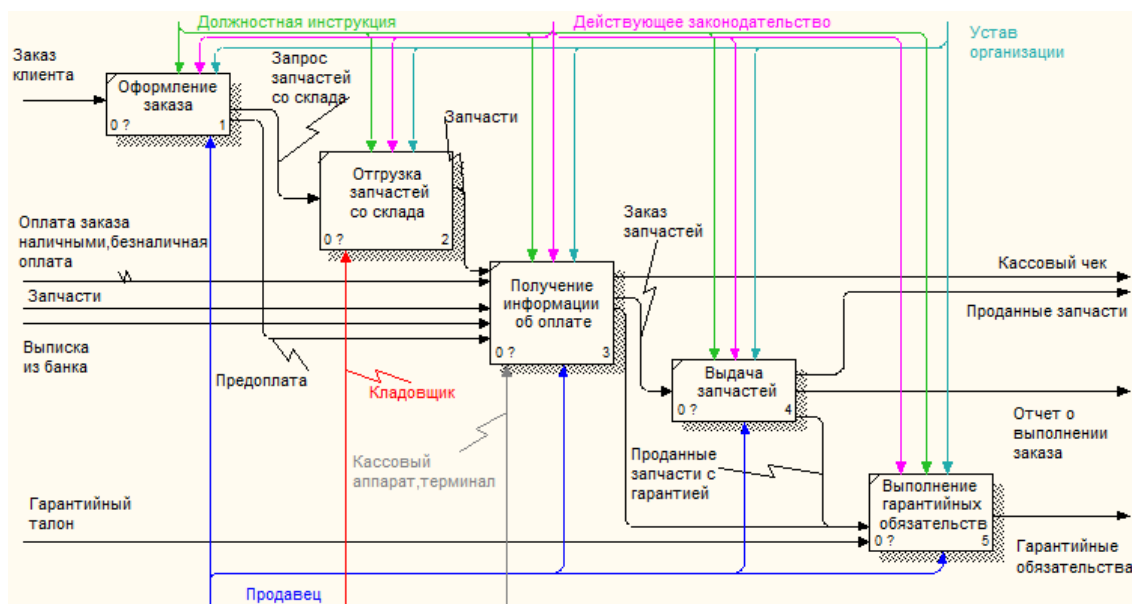 Должностная инструкция
Действующее законодательство
Устав
организации
Заказ
клиента
Запрос
запчастей
со склада
Оформление
заказа
0 ?
1
Запчасти
Отгрузка
запчастей
со склада
0 ?
2
Оплата заказа
наличными,безналичная
оплата
Заказ
запчастей
Кассовый чек
Запчасти
Получение
информации
об оплате
0 ?
3
Проданные запчасти
Выписка
из банка
Предоплата
Кладовщик
Выдача
запчастей
0 ?
4
Отчет о
выполнении
заказа
Кассовый
аппарат,терминал
Проданные
запчасти с
гарантией
Гарантийный
талон
Выполнение
гарантийных
обязательств
0 ?
5
Гарантийные
обязательства
Продавец